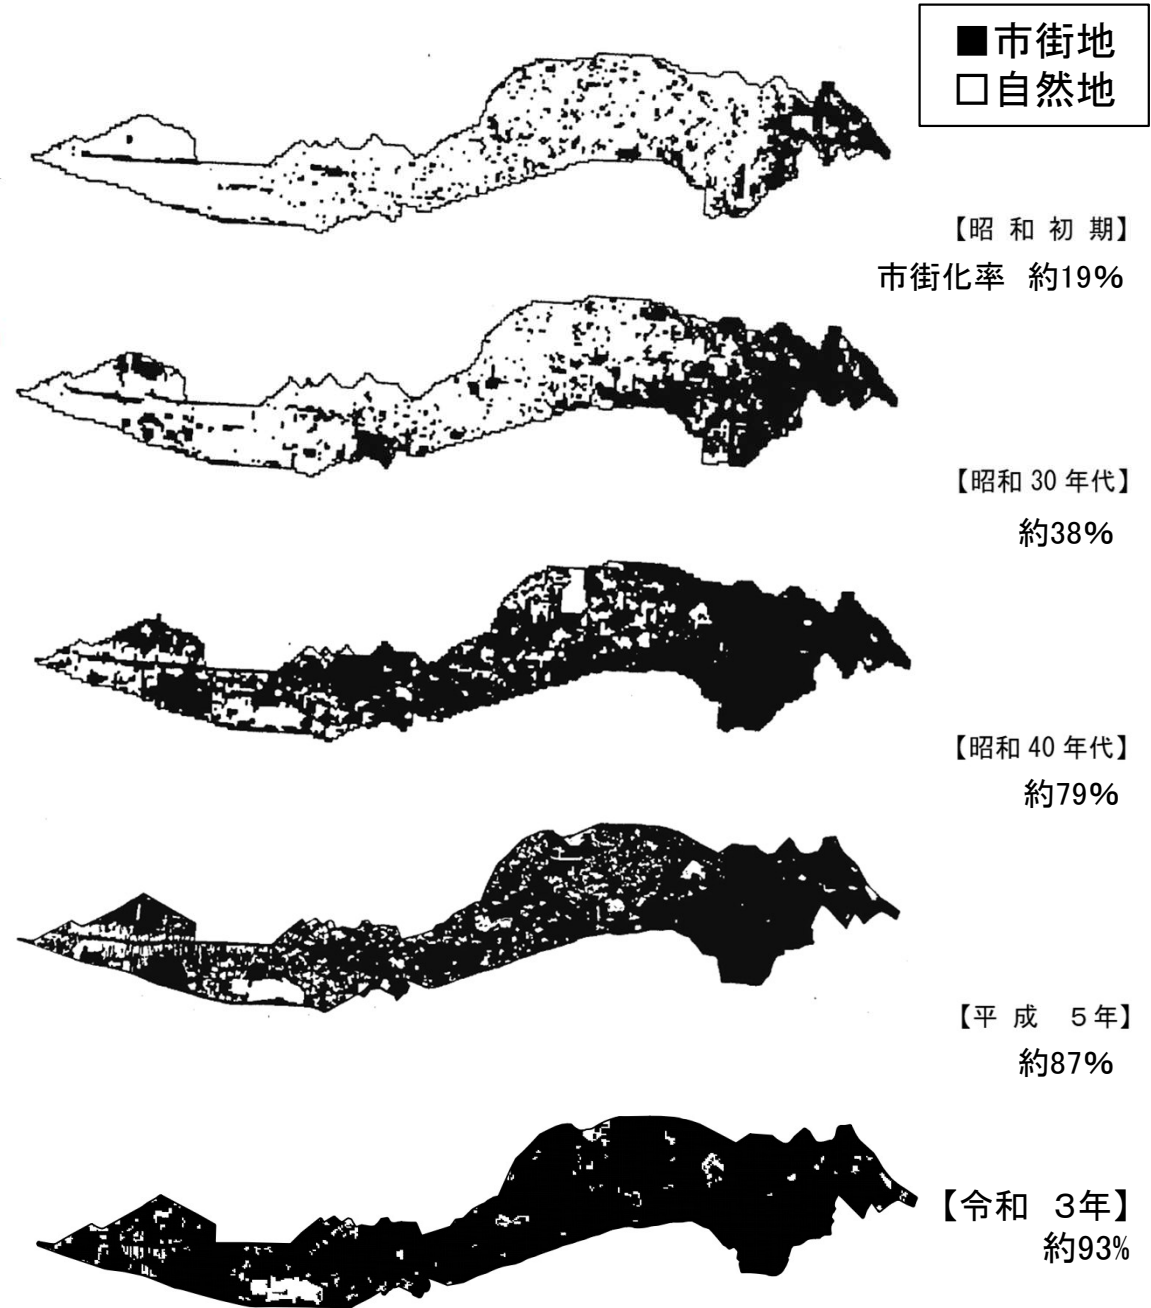 ■市街地
□自然地
【昭 和 初 期】
市街化率 約19%
【昭和 30 年代】
約38%
【昭和 40 年代】
約79%
【平 成 5年】
約87%
【令和 3年】
約93%